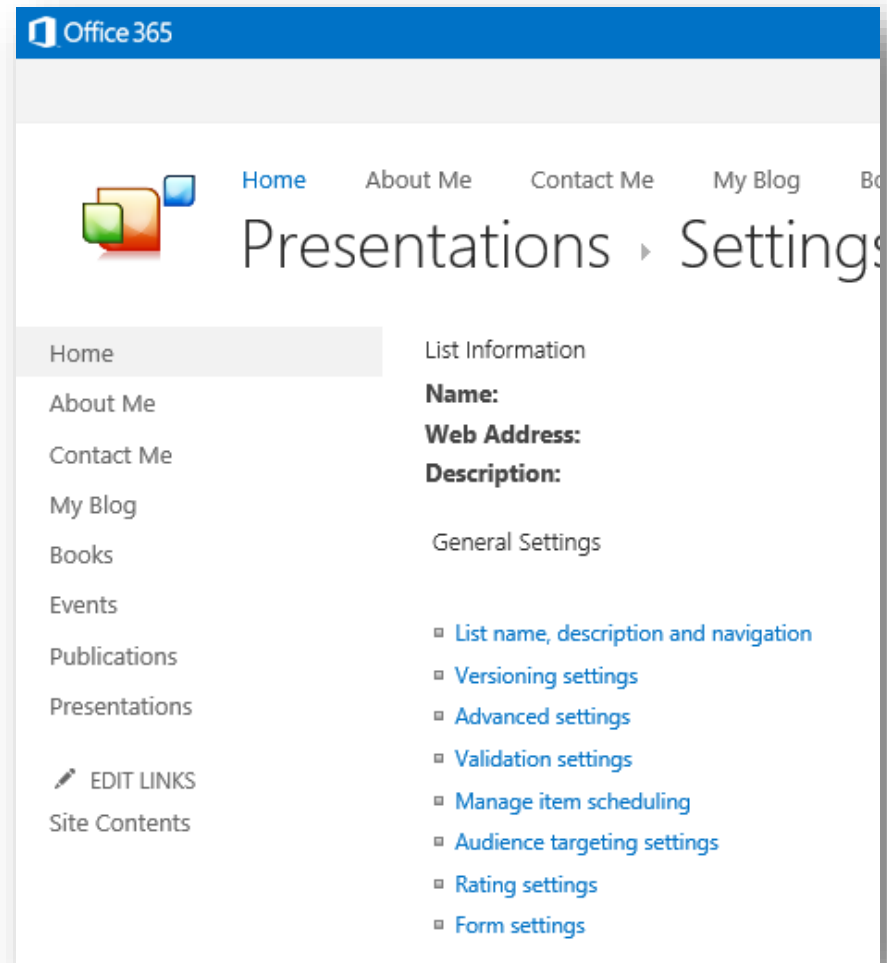 Office 365
Home About Me Contact Me My Blog
Presentations Settings
Home
About Me
Contact Me
My Blog
Books
Events
Publications
Presentations
EDIT LINKS
Site Contents
List Information
Name:
Web Address:
Description:
General Settings
List name, description and navigation
Versioning settings
Advanced settings
Validation settings
Manage item scheduling
Audience targeting settings
Rating settings
Form settings